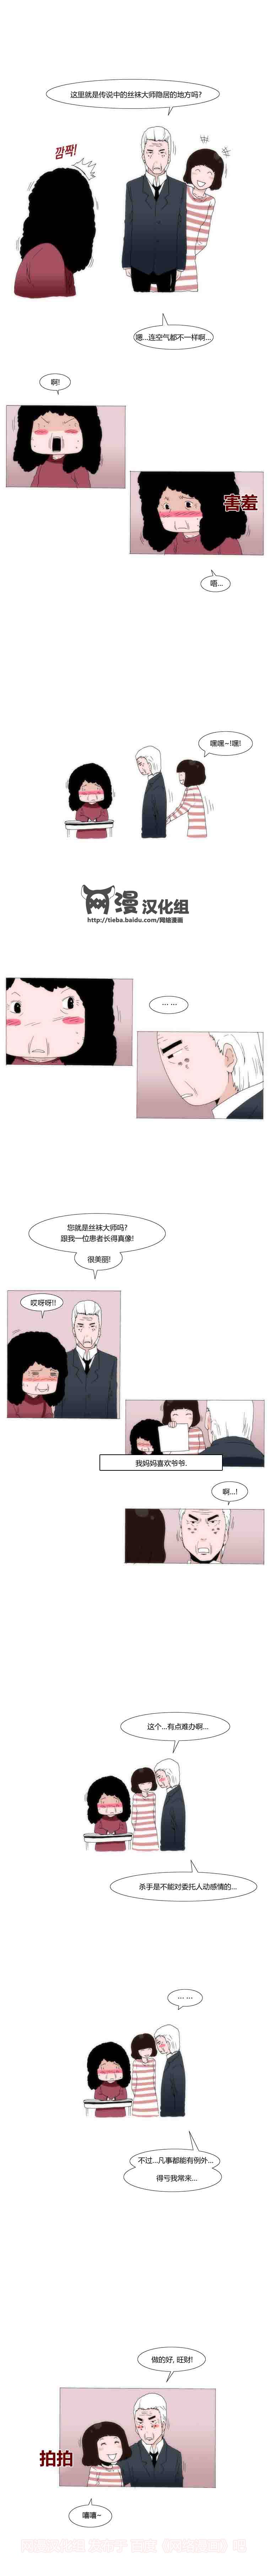 这里就是传说中的丝袜大师隐居的地方吗?
깜짝!
嗯...连空气都不一样啊...
啊!
害羞
唔...
嘿嘿~!嘿!
漫 汉化组
http://tieba.baidu.com/网络漫画
... ...
您就是丝袜大师吗?
跟我一位患者长得真像!
很美丽!
哎呀呀!!
我妈妈喜欢爷爷.
啊...!
这个...有点难办啊...
杀手是不能对委托人动感情的...
... ...
不过...凡事都能有例外...
得亏我常来...
做的好, 旺财!
拍拍
嘻嘻~